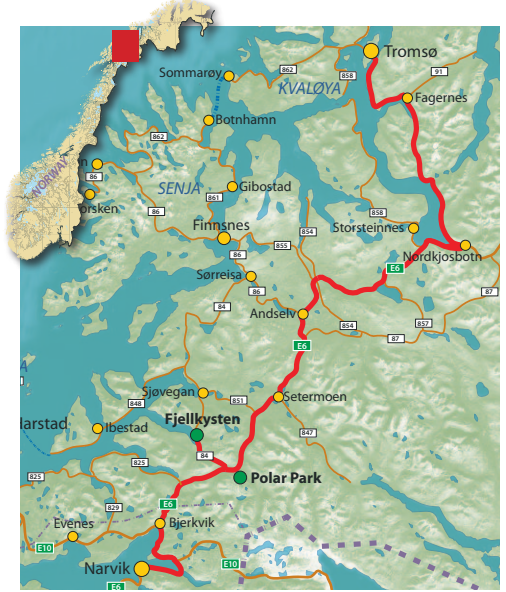 Tromsø
Sommarøy
862
858
91
KVALØYA
Fagernes
Botnhamn
862
n
86
NORWAY
SENJA
Gibostad
861
orsken
86
858
Finnsnes
854
Storsteinnes
855
86
Nordkjosbotn
E6
Sørreisa
86
87
84
Andselv
854
857
87
E6
Sjøvegan
848
851
Setermoen
Fjellkysten
arstad
Ibestad
847
84
825
825
Polar Park
E6
829
Evenes
Bjerkvik
E10
E10
Narvik
E6